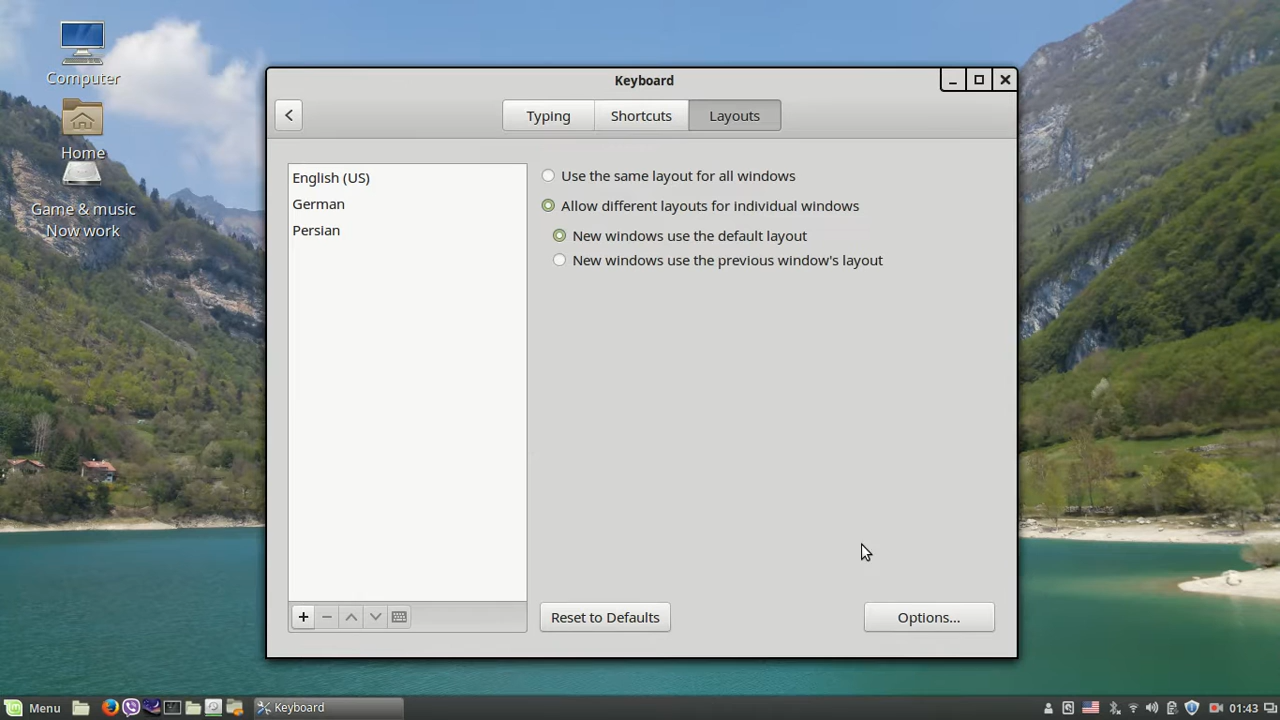 Computer
Home
Game & music
Now work
Keyboard
Typing
Shortcuts
Layouts
English (US)
German
Persian
Use the same layout for all windows
Allow different layouts for individual windows
New windows use the default layout
New windows use the previous window's layout
Reset to Defaults
Options...
Menu
Keyboard
01:43